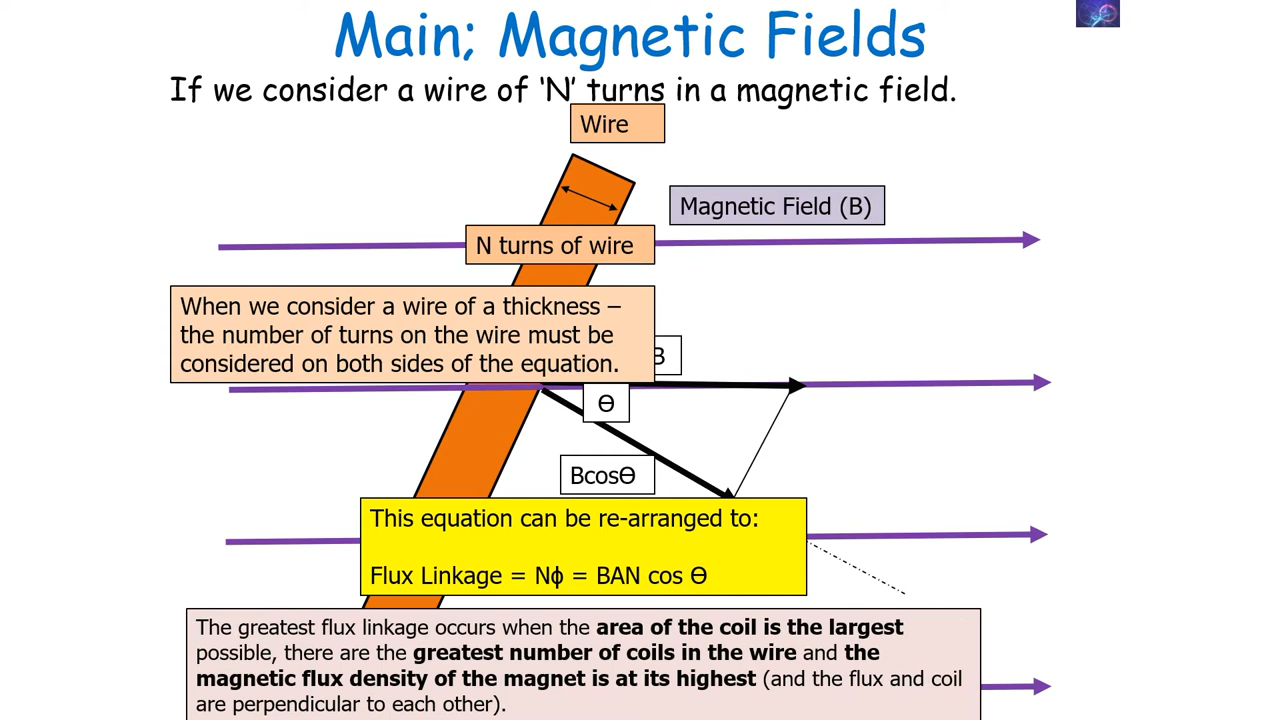 Main; Magnetic Fields
If we consider a wire of ‘N’ turns in a magnetic field.
Wire
Magnetic Field (B)
N turns of wire
When we consider a wire of a thickness –
the number of turns on the wire must be
considered on both sides of the equation.
B
ϴ
Bcosϴ
This equation can be re-arranged to:
Flux Linkage = Nϕ = BAN cos ϴ
The greatest flux linkage occurs when the area of the coil is the largest
possible, there are the greatest number of coils in the wire and the
magnetic flux density of the magnet is at its highest (and the flux and coil
are perpendicular to each other).